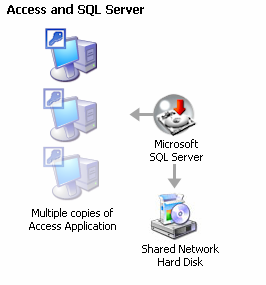 Access and SQL Server
Microsoft
SQL Server
Multiple copies of
Access Application
Shared Network
Hard Disk